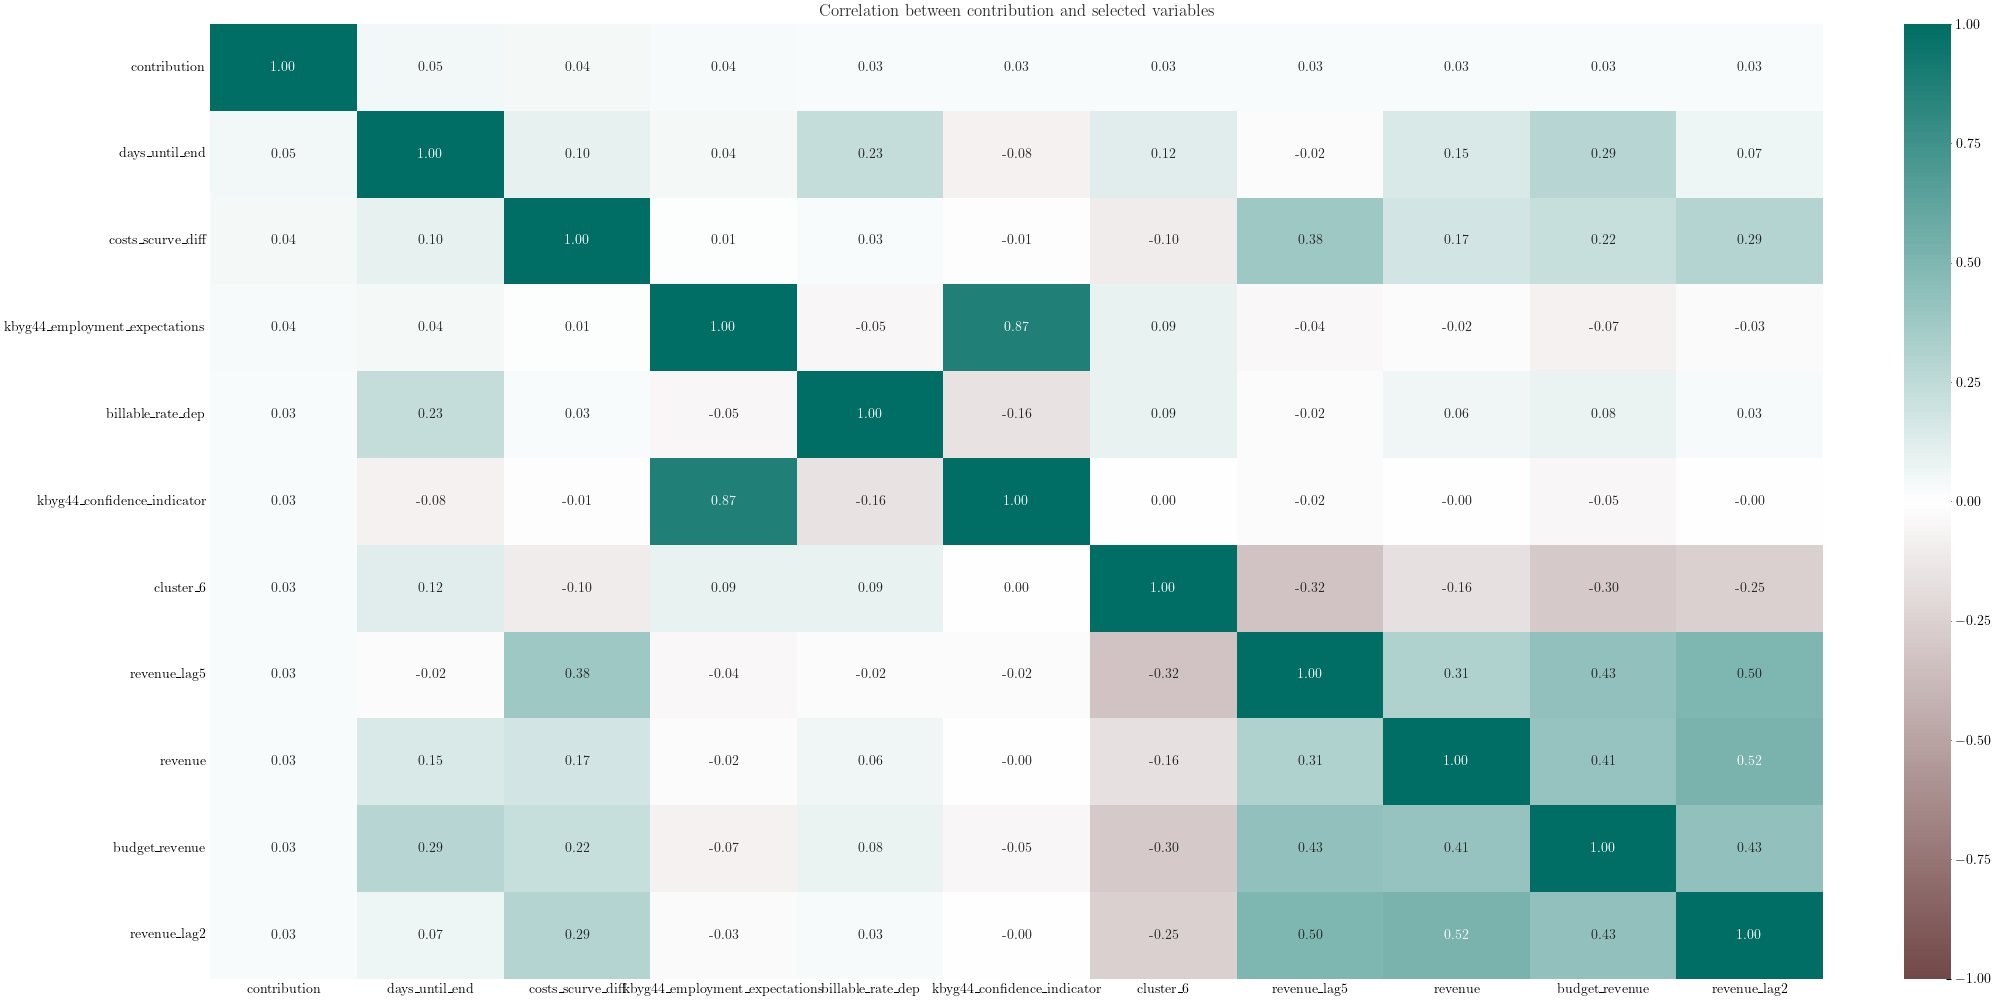 Correlation between contribution and selected variables
contribution 1.00 0.05 0.04 0.04 0.03 0.03 0.03 0.03 0.03 0.03 0.03
days_until_end 0.05 1.00 0.10 0.04 0.23 -0.08 0.12 -0.02 0.15 0.29 0.07
costs_scurve_diff 0.04 0.10 1.00 0.01 0.03 -0.01 -0.10 0.38 0.17 0.22 0.29
kbyg44_employment_expectations 0.04 0.04 0.01 1.00 -0.05 0.87 0.09 -0.04 -0.02 -0.07 -0.03
billable_rate_dep 0.03 0.23 0.03 -0.05 1.00 -0.16 0.09 -0.02 0.06 0.08 0.03
kbyg44_confidence_indicator 0.03 -0.08 -0.01 0.87 -0.16 1.00 0.00 -0.02 -0.00 -0.05 -0.00
cluster_6 0.03 0.12 -0.10 0.09 0.09 0.00 1.00 -0.32 -0.16 -0.30 -0.25
revenue_lag5 0.03 -0.02 0.38 -0.04 -0.02 -0.02 -0.32 1.00 0.31 0.43 0.50
revenue 0.03 0.15 0.17 -0.02 0.06 -0.00 -0.16 0.31 1.00 0.41 0.52
budget_revenue 0.03 0.29 0.22 -0.07 0.08 -0.05 -0.30 0.43 0.41 1.00 0.43
revenue_lag2 0.03 0.07 0.29 -0.03 0.03 -0.00 -0.25 0.50 0.52 0.43 1.00
contribution days_until_end costs_scurve_diff kbyg44_employment_expectations billable_rate_dep kbyg44_confidence_indicator cluster_6 revenue_lag5 revenue budget_revenue revenue_lag2
1.00
0.75
0.50
0.25
0.00
−0.25
−0.50
−0.75
−1.00